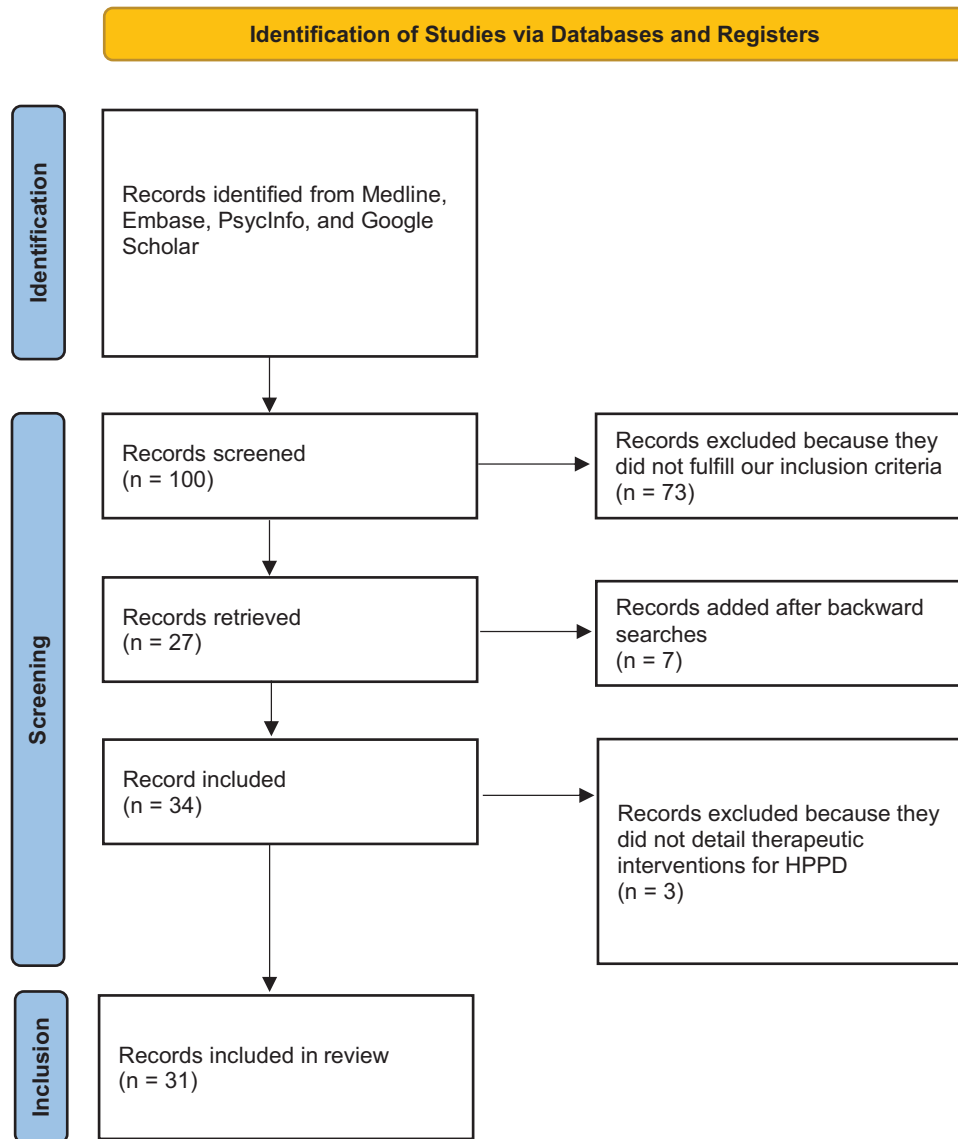 Identification of Studies via Databases and Registers
Identification
Records identified from Medline,
Embase, PsycInfo, and Google
Scholar
Screening
Records screened
(n = 100)
Records excluded because they
did not fulfill our inclusion criteria
(n = 73)
Records retrieved
(n = 27)
Records added after backward
searches
(n = 7)
Record included
(n = 34)
Records excluded because they
did not detail therapeutic
interventions for HPPD
(n = 3)
Inclusion
Records included in review
(n = 31)